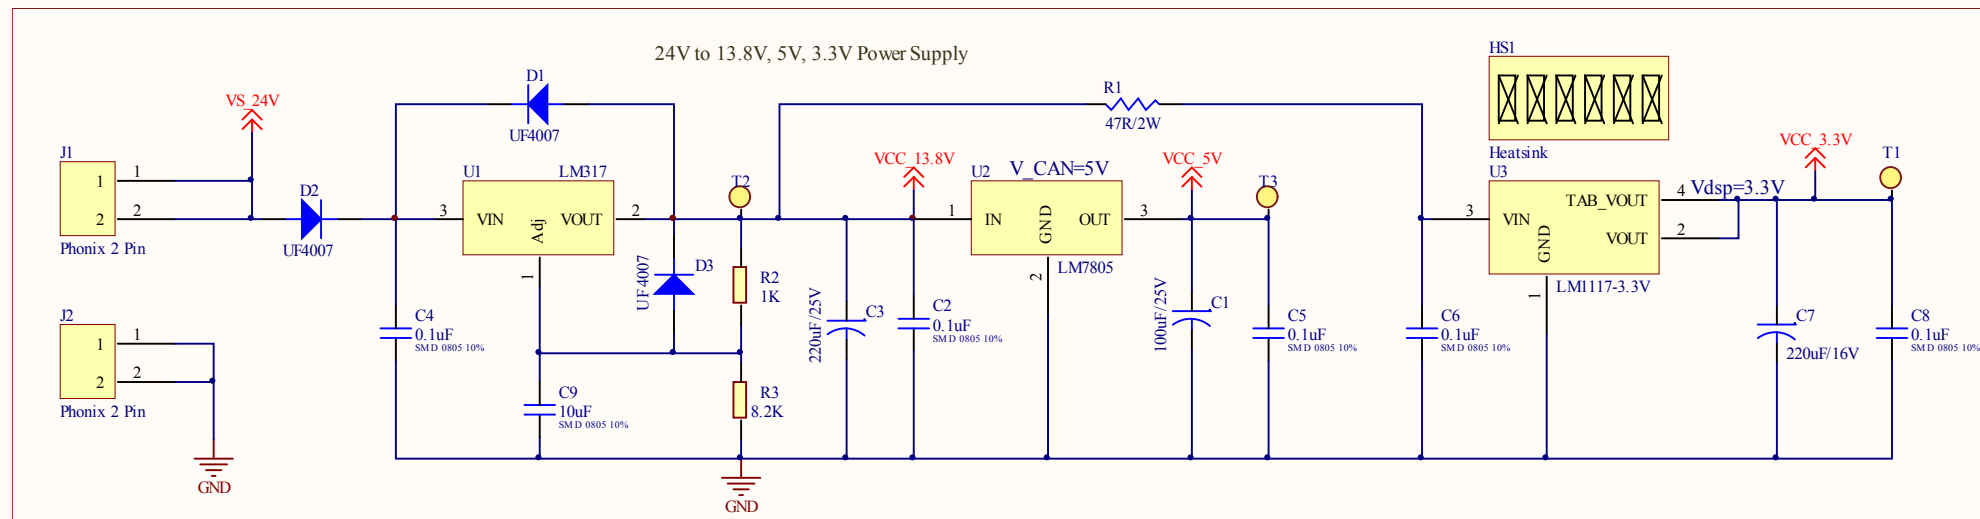 24V to 13.8V, 5V, 3.3V Power Supply
VS_24V
J1
1
2
1
2
Phonix 2 Pin
J2
1
2
1
2
Phonix 2 Pin
GND
D2
UF4007
D1
UF4007
U1
LM317
3
VIN
VOUT
2
Adj
1
C4
0.1uF
SMD 0805 10%
C9
10uF
SMD 0805 10%
UF4007
D3
T2
R2
1K
R3
8.2K
GND
220uF/25V
C3
VCC_13.8V
C2
0.1uF
SMD 0805 10%
U2
V_CAN=5V
1
IN
GND
OUT
3
2
LM7805
R1
47R/2W
VCC_5V
T3
100uF/25V
C1
C5
0.1uF
SMD 0805 10%
C6
0.1uF
SMD 0805 10%
HS1
Heatsink
U3
3
VIN
TAB_VOUT
VOUT
GND
4
2
1
LM1117-3.3V
Vdsp=3.3V
VCC_3.3V
T1
C7
220uF/16V
C8
0.1uF
SMD 0805 10%